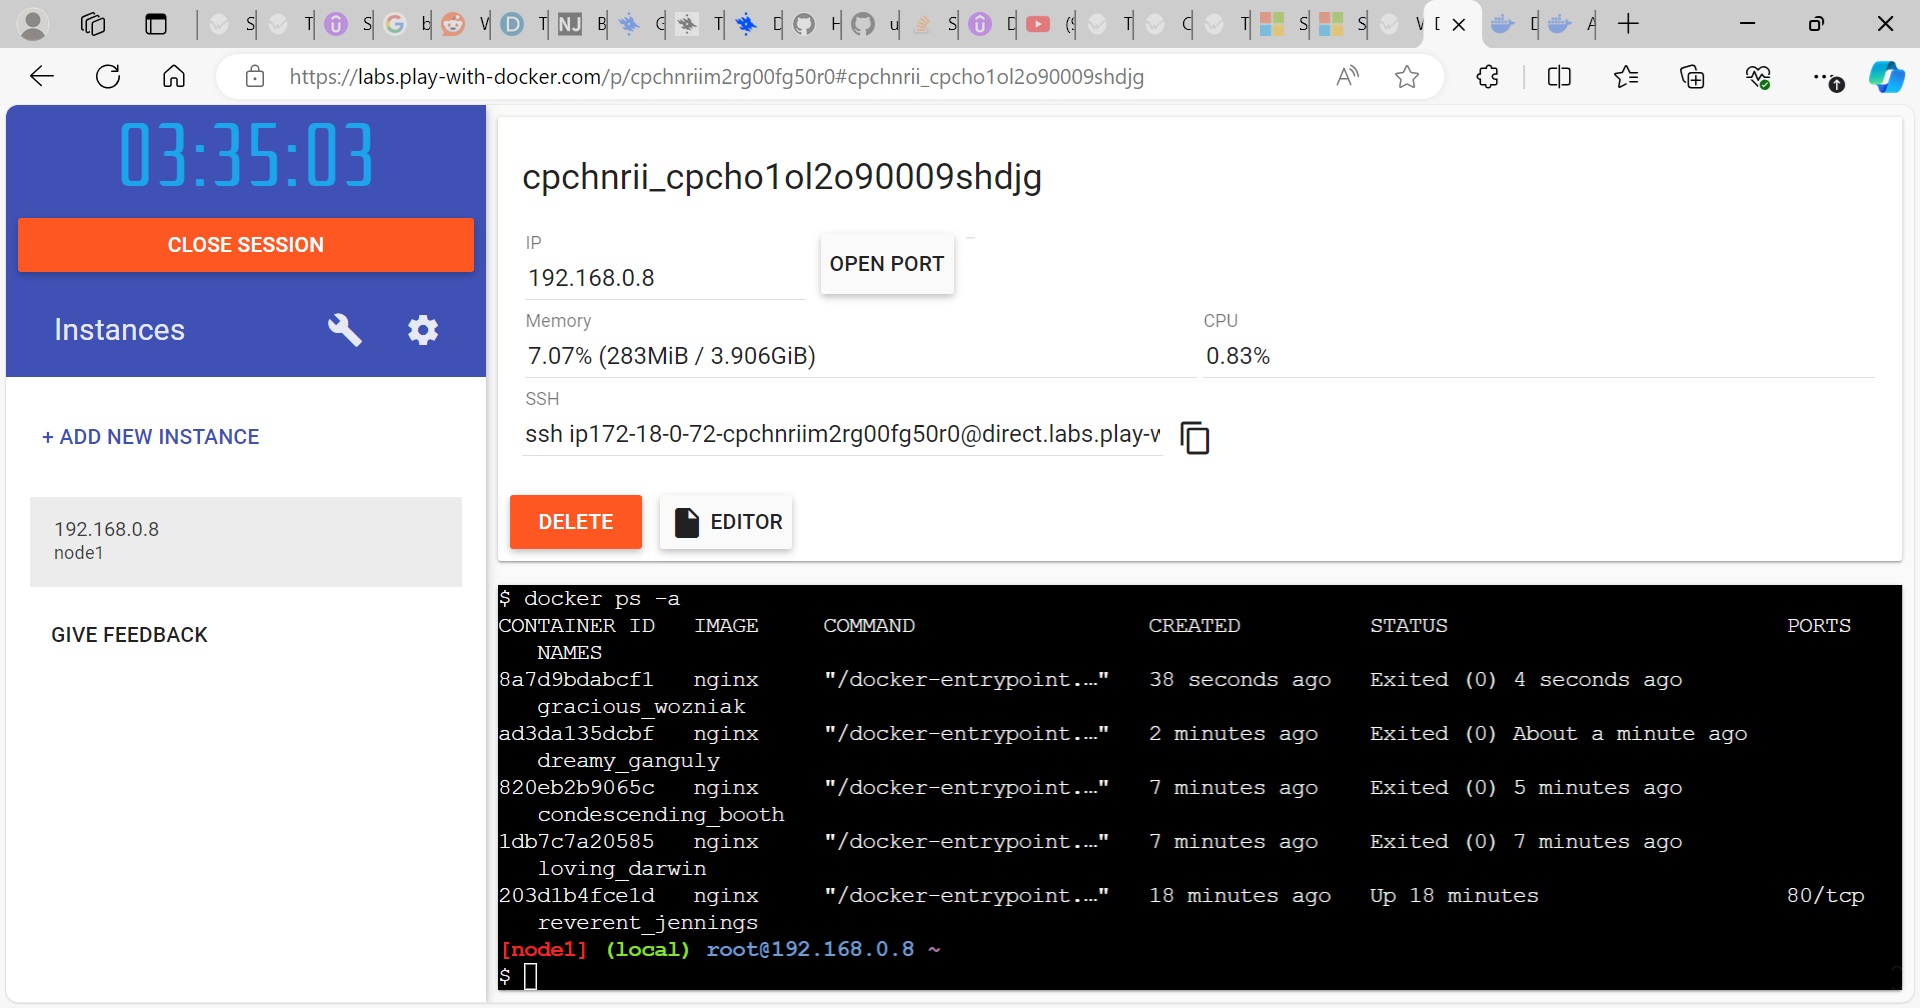 https://labs.play-with-docker.com/p/cpchnriim2rg00fg50r0#cpchnrii_cpcho1ol2o90009shdjg
03:35:03
CLOSE SESSION
Instances
+ ADD NEW INSTANCE
192.168.0.8
node1
GIVE FEEDBACK
cpchnrii_cpcho1ol2o90009shdjg
IP
192.168.0.8
OPEN PORT
Memory
7.07% (283MiB / 3.906GiB)
CPU
0.83%
SSH
ssh ip172-18-0-72-cpchnriim2rg00fg50r0@direct.labs.play-w
DELETE
EDITOR
$ docker ps -a
CONTAINER ID IMAGE COMMAND CREATED STATUS PORTS
NAMES
8a7d9bdabcf1 nginx "/docker-entrypoint.…" 38 seconds ago Exited (0) 4 seconds ago
gracious_wozniak
ad3da135dcbf nginx "/docker-entrypoint.…" 2 minutes ago Exited (0) About a minute ago
dreamy_ganguly
820eb2b9065c nginx "/docker-entrypoint.…" 7 minutes ago Exited (0) 5 minutes ago
condescending_booth
1db7c7a20585 nginx "/docker-entrypoint.…" 7 minutes ago Exited (0) 7 minutes ago
loving_darwin
203d1b4fce1d nginx "/docker-entrypoint.…" 18 minutes ago Up 18 minutes 80/tcp
reverent_jennings
[node1] (local) root@192.168.0.8 ~
$